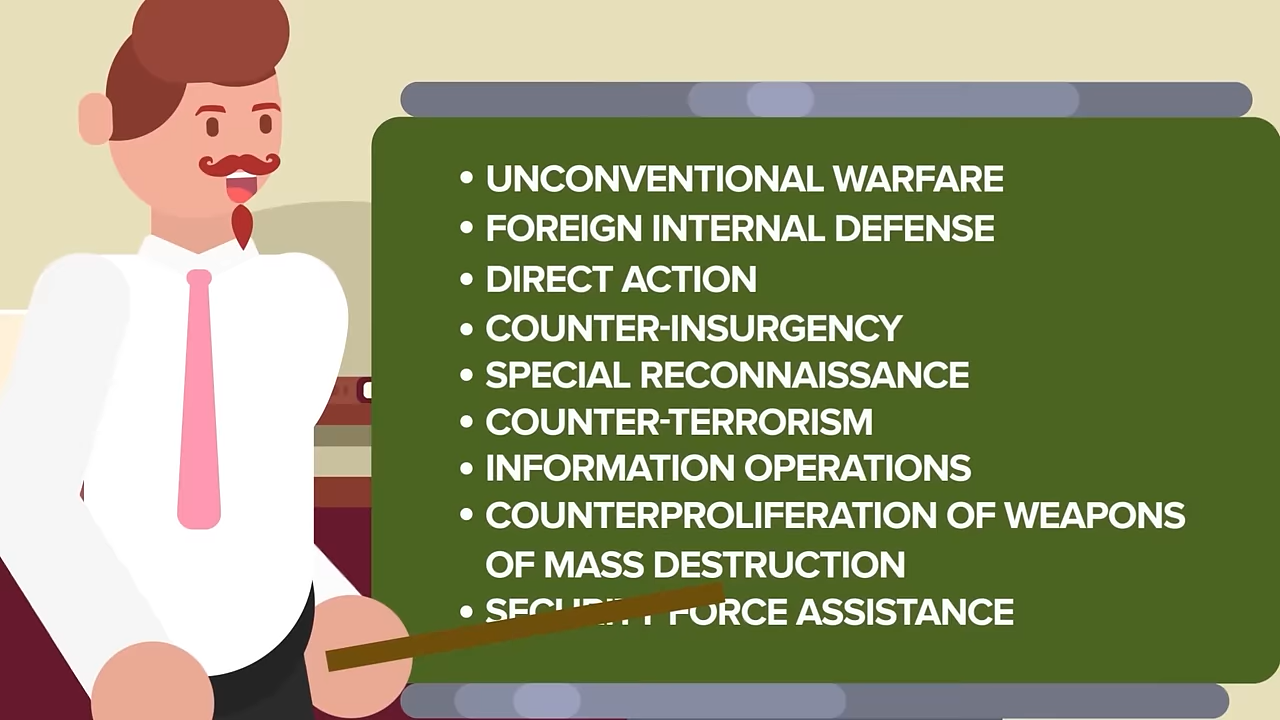 • UNCONVENTIONAL WARFARE
• FOREIGN INTERNAL DEFENSE
• DIRECT ACTION
• COUNTER-INSURGENCY
• SPECIAL RECONNAISSANCE
• COUNTER-TERRORISM
• INFORMATION OPERATIONS
• COUNTERPROLIFERATION OF WEAPONS
OF MASS DESTRUCTION
• SECURITY FORCE ASSISTANCE